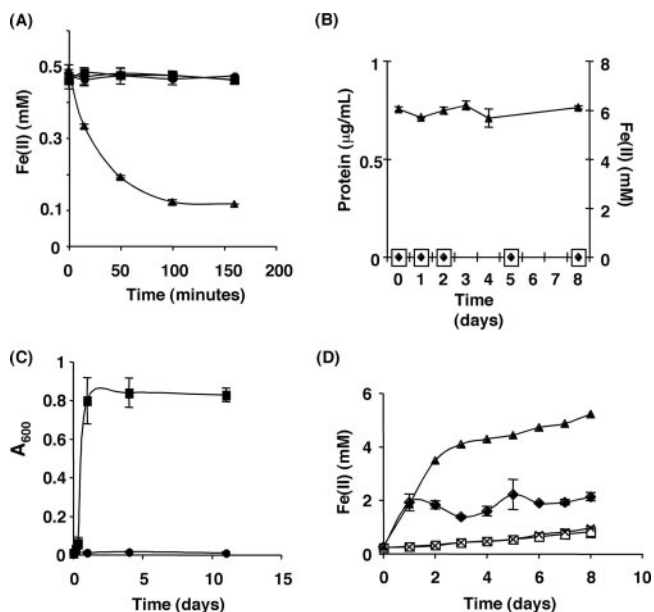 (A)
Fe(II) (mM)
0.5
0.3
0.1
0
0 50 100 150 200
Time (minutes)
(B)
Protein (µg/mL)
1
0.5
0
Fe(II) (mM)
8
6
4
2
0
0 1 2 3 4 5 6 7 8
Time
(days)
(C)
A600
1
0.8
0.6
0.4
0.2
0
0 5 10 15
Time (days)
(D)
Fe(II) (mM)
6
4
2
0
0 2 4 6 8 10
Time (days)